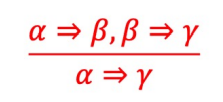 α ⇒ β, β ⇒ γ
α ⇒ γ